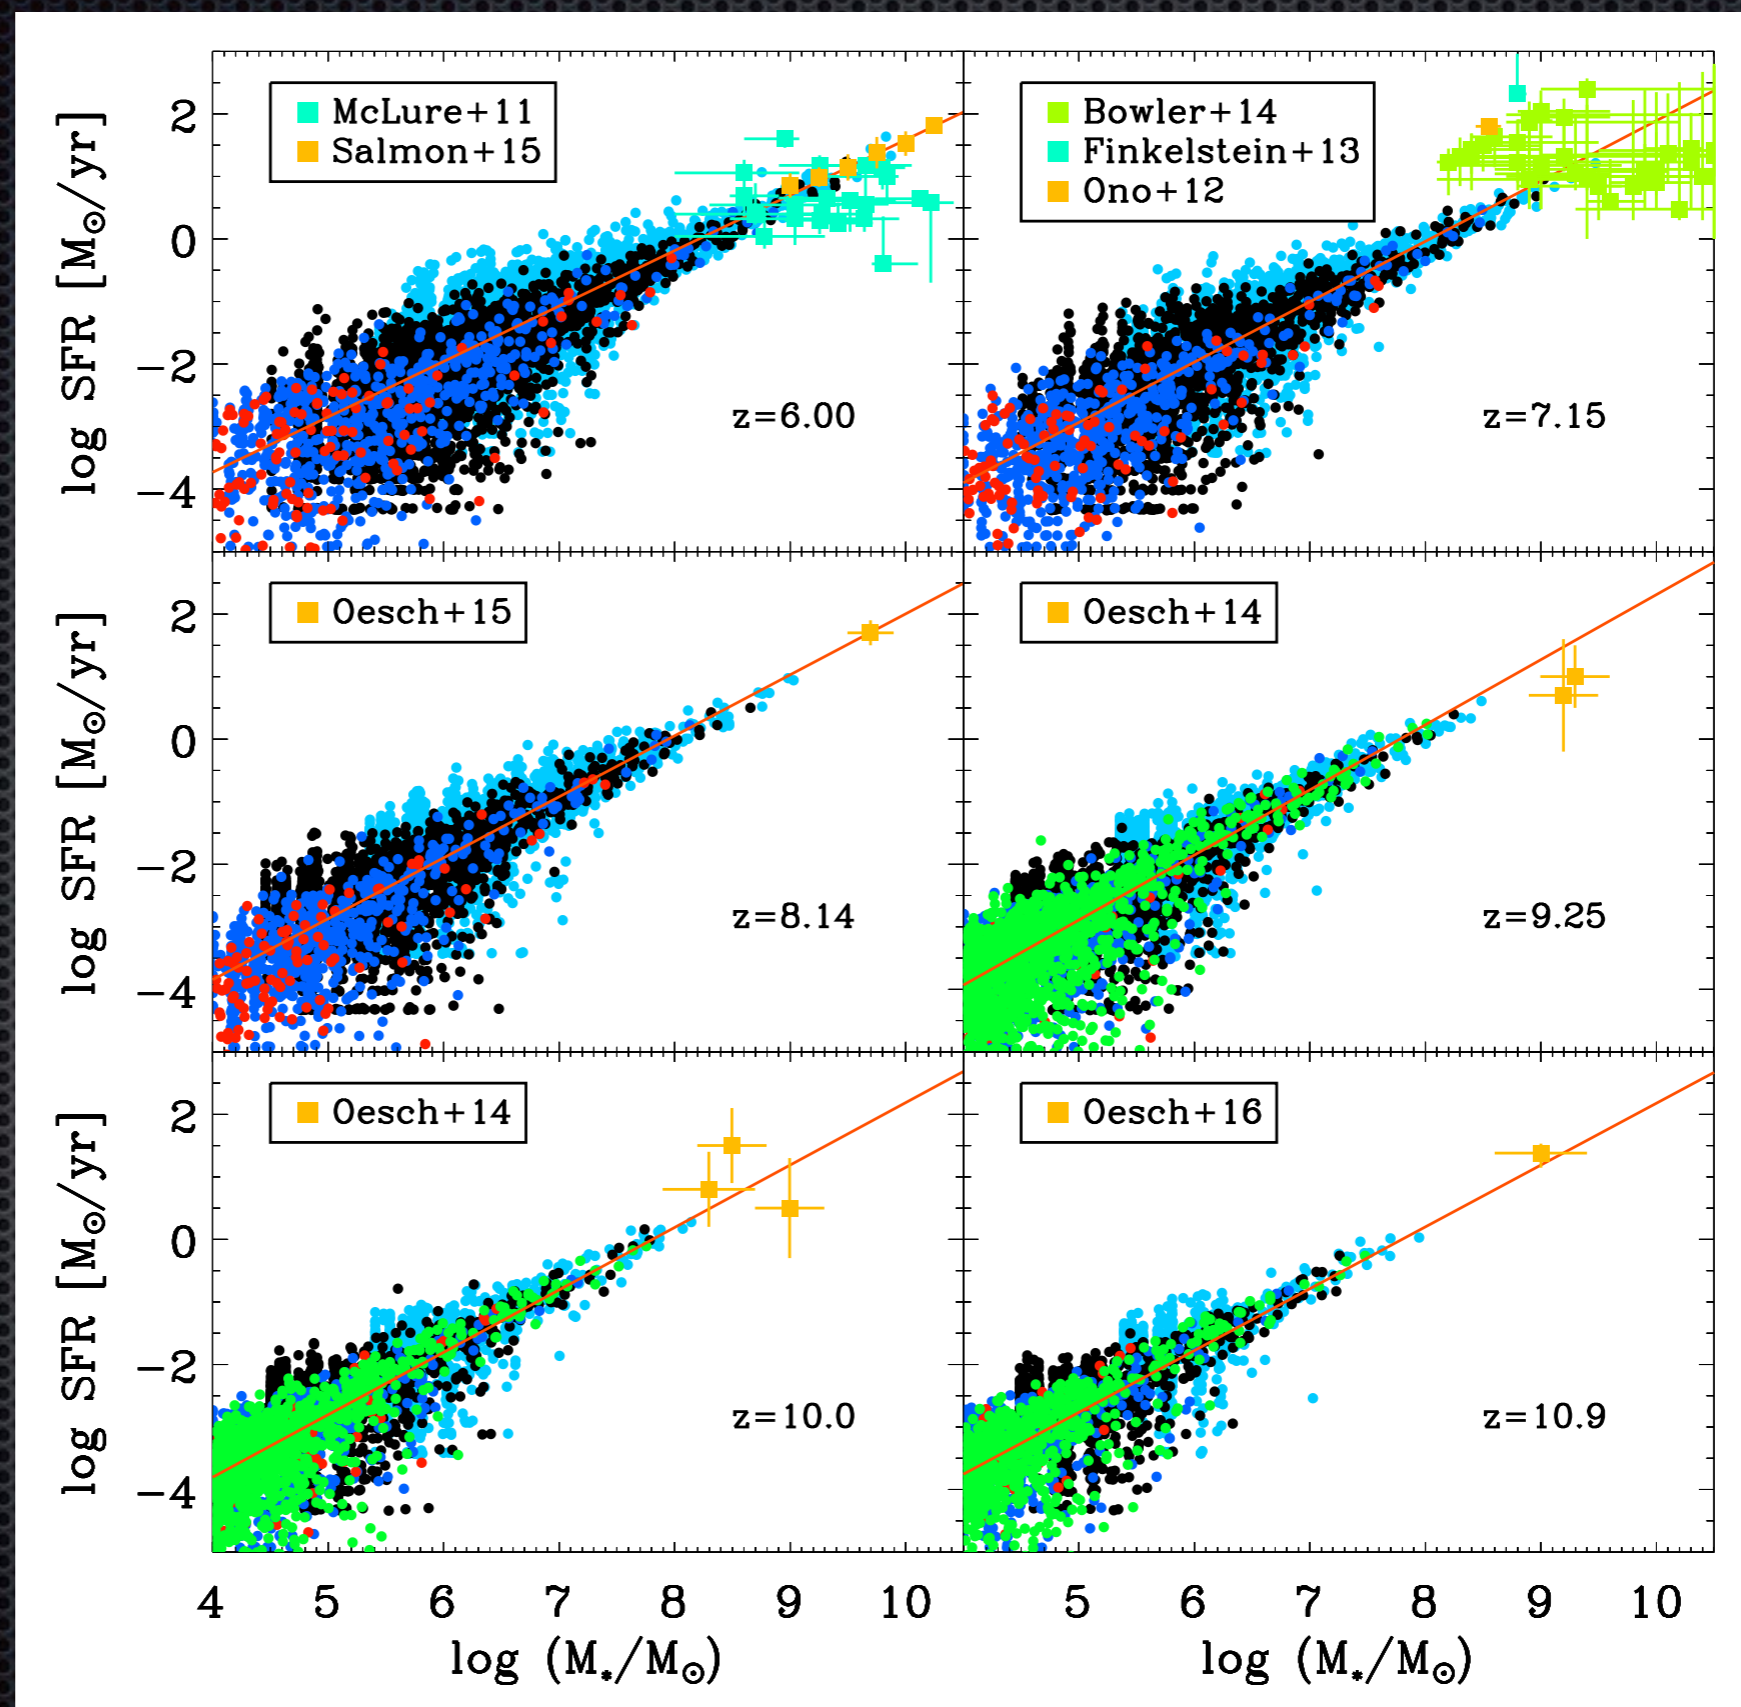 log SFR [M☉/yr]
2
0
−2
−4
McLure+11
Salmon+15
z=6.00
Bowler+14
Finkelstein+13
Ono+12
z=7.15
log SFR [M☉/yr]
2
0
−2
−4
Oesch+15
z=8.14
Oesch+14
z=9.25
log SFR [M☉/yr]
2
0
−2
−4
Oesch+14
z=10.0
Oesch+16
z=10.9
4 5 6 7 8 9 10
5 6 7 8 9 10
log (M*/M☉)
log (M*/M☉)